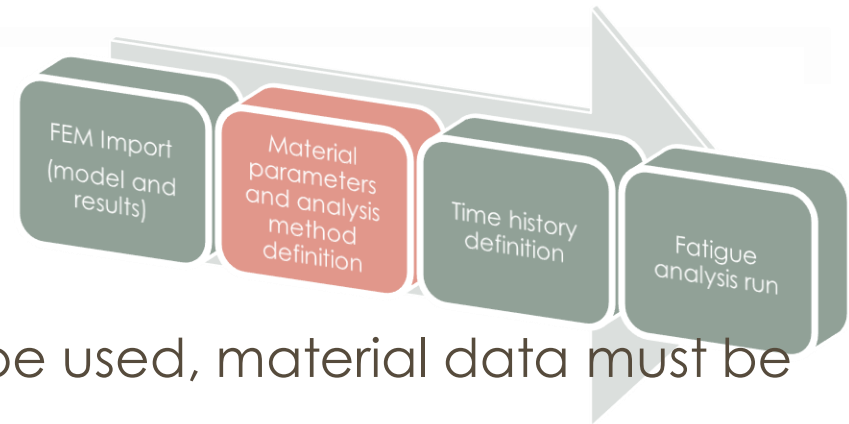 FEM Import
(model and
results)
Material
parameters
and analysis
method
definition
Time history
definition
Fatigue
analysis run
be used, material data must be